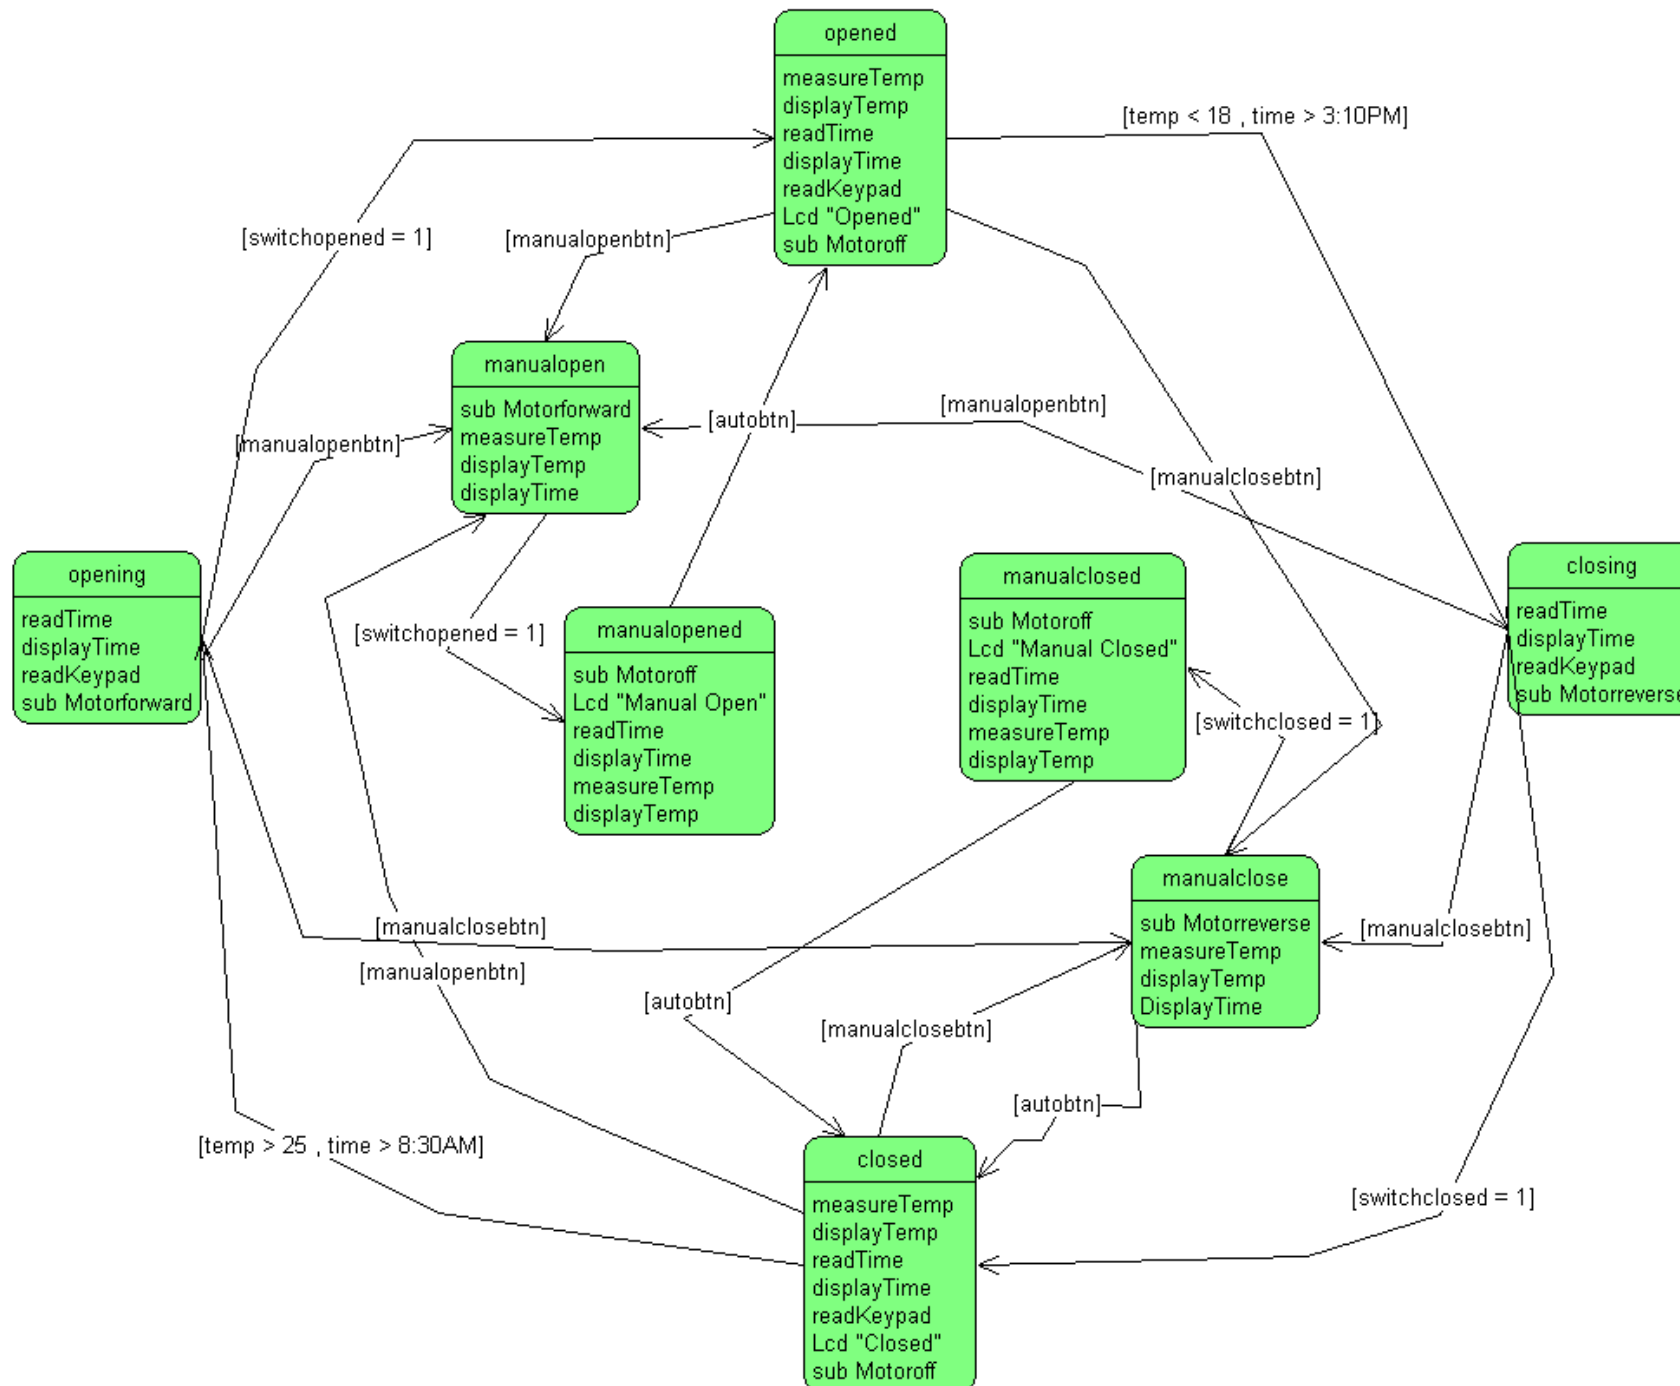 opened
measureTemp
displayTemp
readTime
displayTime
readKeypad
Lcd "Opened"
sub Motoroff
[temp < 18 , time > 3:10PM]
[switchopened = 1]
[manualopenbtn]
manualopen
sub Motorforward
measureTemp
displayTemp
displayTime
[manualopenbtn]
[autobtn]
[manualopenbtn]
[manualclosebtn]
opening
readTime
displayTime
readKeypad
sub Motorforward
[switchopened = 1]
manualopened
sub Motoroff
Lcd "Manual Open"
readTime
displayTime
measureTemp
displayTemp
manualclosed
sub Motoroff
Lcd "Manual Closed"
readTime
displayTime
measureTemp
displayTemp
[switchclosed = 1]
closing
readTime
displayTime
readKeypad
sub Motorreverse
manualclose
sub Motorreverse
measureTemp
displayTemp
DisplayTime
[manualclosebtn]
[manualclosebtn]
[manualopenbtn]
[autobtn]
[manualclosebtn]
[autobtn]
[temp > 25 , time > 8:30AM]
[switchclosed = 1]
closed
measureTemp
displayTemp
readTime
displayTime
readKeypad
Lcd "Closed"
sub Motoroff